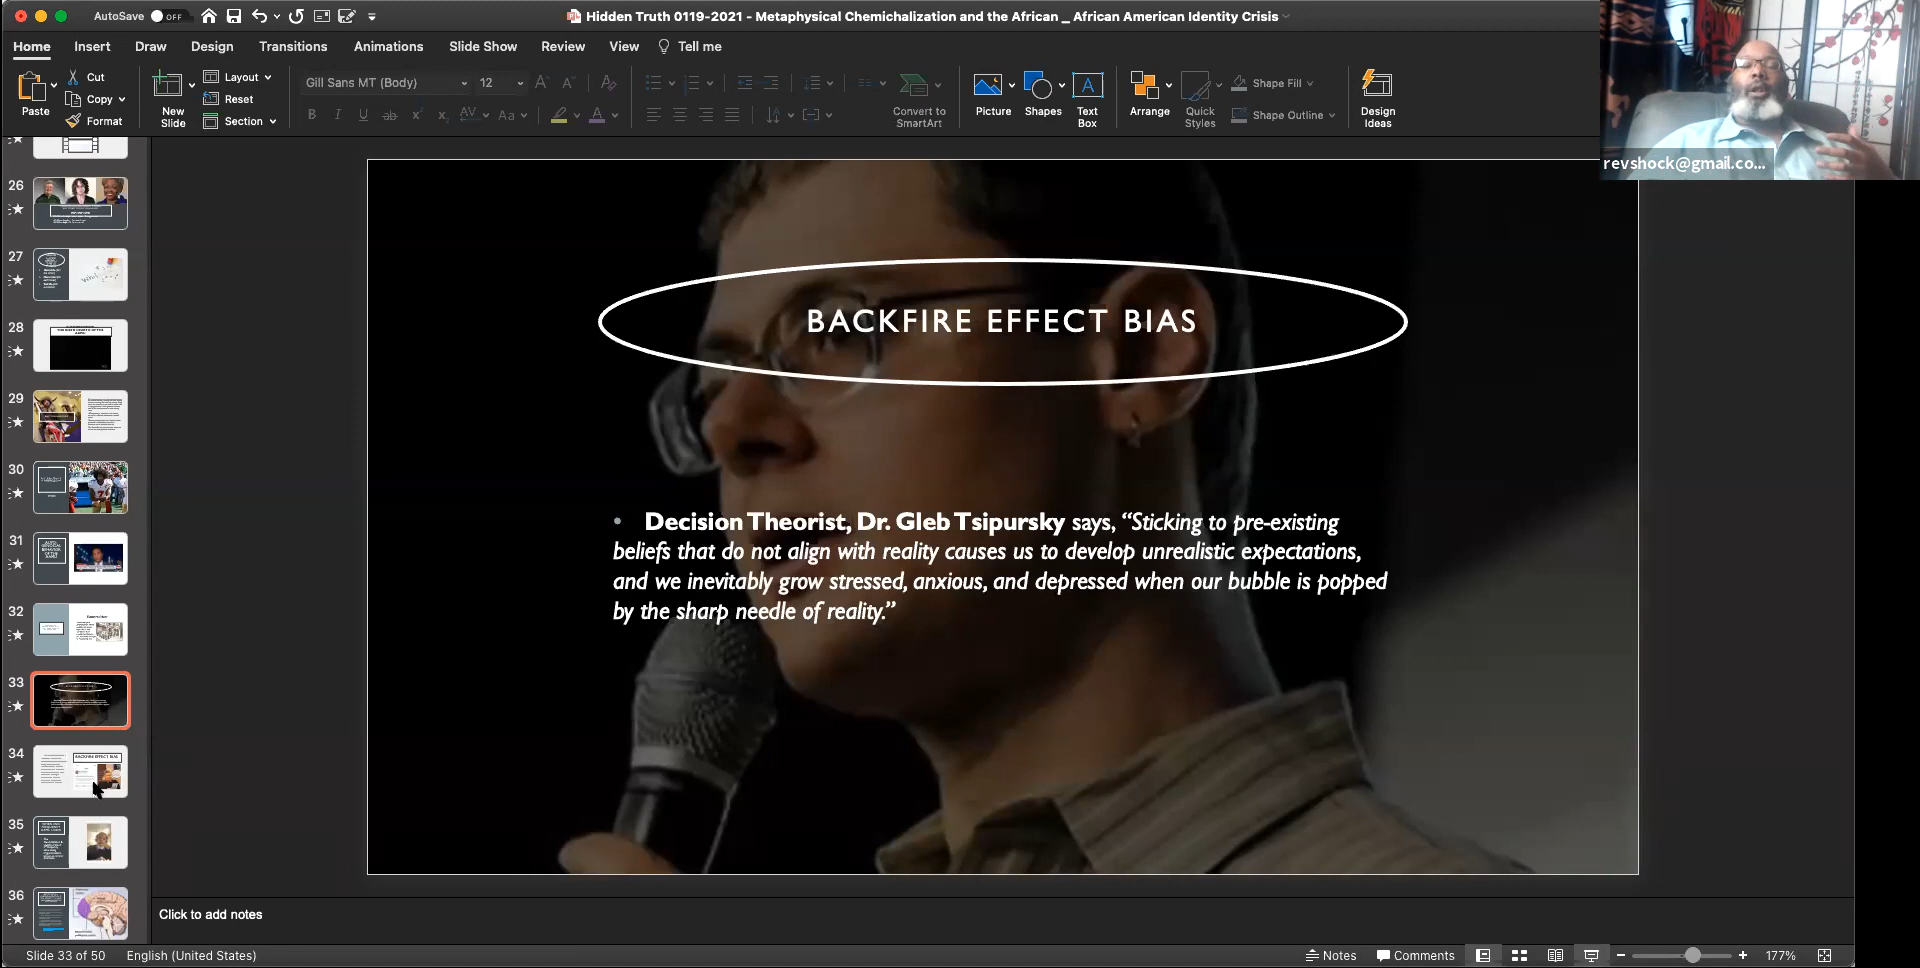 AutoSave OFF
Hidden Truth 0119-2021 - Metaphysical Chemichalization and the African _ African American Identity Crisis
Home Insert Draw Design Transitions Animations Slide Show Review View Tell me
Paste
Cut
Copy
Format
New
Slide
Layout
Reset
Section
Gill Sans MT (Body) 12
Convert to
SmartArt
Picture
Shapes
Text
Box
Arrange
Quick
Styles
Shape Fill
Shape Outline
Design
Ideas
revshock@gmail.co...
26
27
28
29
30
31
32
33
34
BACKFIRE EFFECT BIAS
35
36
BACKFIRE EFFECT BIAS
• Decision Theorist, Dr. Gleb Tsipursky says, “Sticking to pre-existing
beliefs that do not align with reality causes us to develop unrealistic expectations,
and we inevitably grow stressed, anxious, and depressed when our bubble is popped
by the sharp needle of reality.”
Click to add notes
Slide 33 of 50 English (United States) Notes Comments 177%